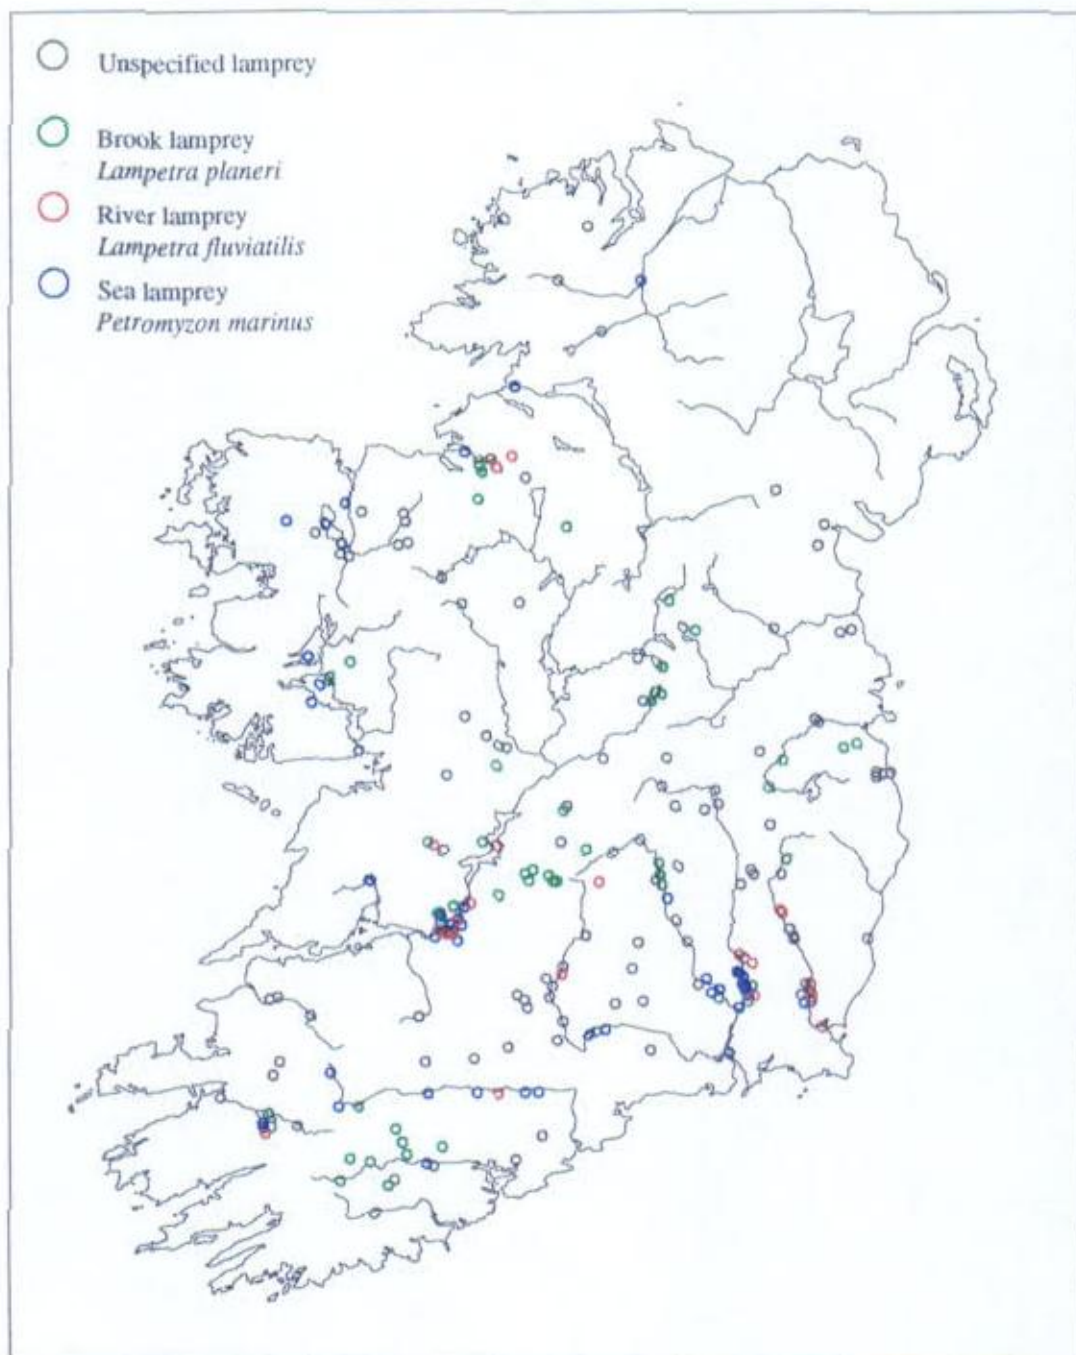 Unspecified lamprey
Brook lamprey
Lampetra planeri
River lamprey
Lampetra fluviatilis
Sea lamprey
Petromyzon marinus